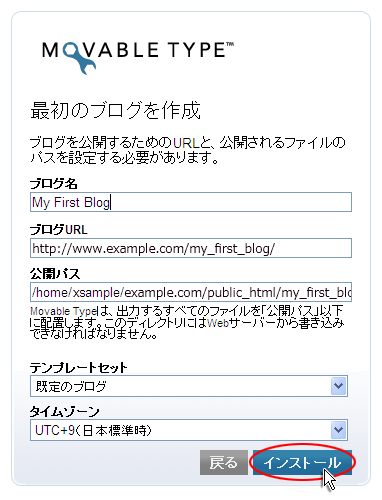 MOVABLE TYPE™
最初のブログを作成
ブログを公開するためのURLと、公開されるファイルの
パスを設定する必要があります。
ブログ名
My First Blog
ブログURL
http://www.example.com/my_first_blog/
公開パス
/home/xsample/example.com/public_html/my_first_blo
Movable Typeは、出力するすべてのファイルを「公開パス」以下
に配置します。このディレクトリにはWebサーバーから書き込み
できなければなりません。
テンプレートセット
既定のブログ
タイムゾーン
UTC+9(日本標準時)
戻る インストール